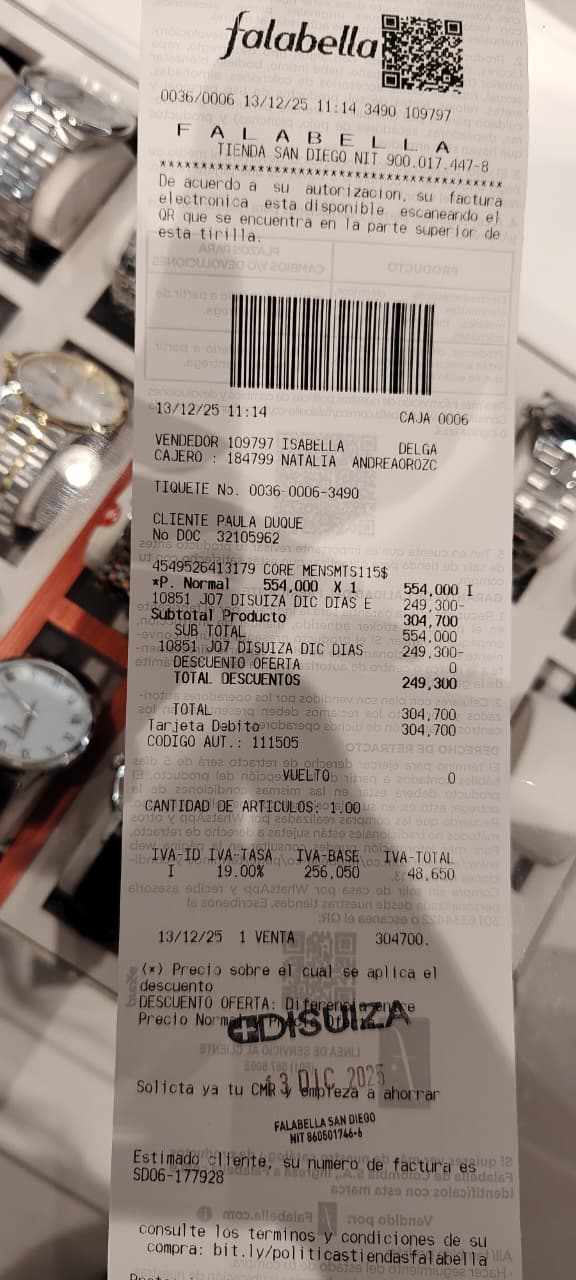 falabella
0036/0006 13/12/25 11:14 3490 109797
F A L A B E L L A
TIENDA SAN DIEGO NIT 900.017.447-8
***************************************************
De acuerdo a su autorizacion, su factura
electronica esta disponible escaneando el
QR que se encuentra en la parte superior de
esta tirilla.
13/12/25 11:14 CAJA 0006
VENDEDOR 109797 ISABELLA DELGA
CAJERO : 184799 NATALIA ANDREAOROZC
TIQUETE No. 0036-0006-3490
CLIENTE PAULA DUQUE
No DOC 32105962
4549526413179 CORE MENSMTS115$
*P. Normal 554,000 X 1 554,000 I
10851 J07 DISUIZA DIC DIAS E 249,300-
Subtotal Producto 304,700
SUB TOTAL 554,000
10851 J07 DISUIZA DIC DIAS 249,300-
DESCUENTO OFERTA 0
TOTAL DESCUENTOS 249,300
TOTAL 304,700
Tarjeta Debito 304,700
CODIGO AUT.: 111505
VUELTO 0
CANTIDAD DE ARTICULOS: 1.00
IVA-ID IVA-TASA IVA-BASE IVA-TOTAL
I 19.00% 256,050 48,650
13/12/25 1 VENTA 304700.
(*) Precio sobre el cual se aplica el
descuento
DESCUENTO OFERTA: Diferencia entre
Precio Normal
DISUIZA
13 DIC 2025
Solicta ya tu CMR y empieza a ahorrar
FALABELLA SAN DIEGO
NIT 860501746-6
Estimado cliente, su numero de factura es
SD06-177928
consulte los terminos y condiciones de su
compra: bit.ly/politicastiendasfalabella